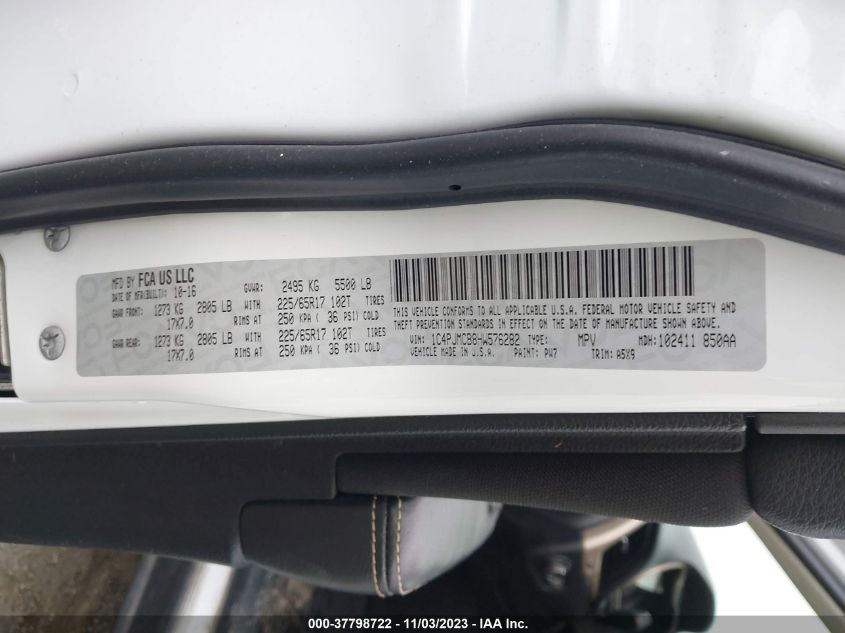 MFD BY FCA US LLC
DATE OF MFR(BUILT): 10-16 GVWR: 2495 KG 5500 LB
GAWR FRONT: 1273 KG 2805 LB WITH 225/65R17 102T TIRES
17X7.0 RIMS AT 250 KPA ( 36 PSI) COLD
GAWR REAR: 1273 KG 2805 LB WITH 225/65R17 102T TIRES
17X7.0 RIMS AT 250 KPA ( 36 PSI) COLD
THIS VEHICLE CONFORMS TO ALL APPLICABLE U.S.A. FEDERAL MOTOR VEHICLE SAFETY AND
THEFT PREVENTION STANDARDS IN EFFECT ON THE DATE OF MANUFACTURE SHOWN ABOVE.
VIN: 1C4PJMCB8HW576282 TYPE: MPV MDH: 102411 850AA
VEHICLE MADE IN U.S.A. PAINT: PW7 TRIM: A5X9
000-37798722 - 11/03/2023 - IAA Inc.